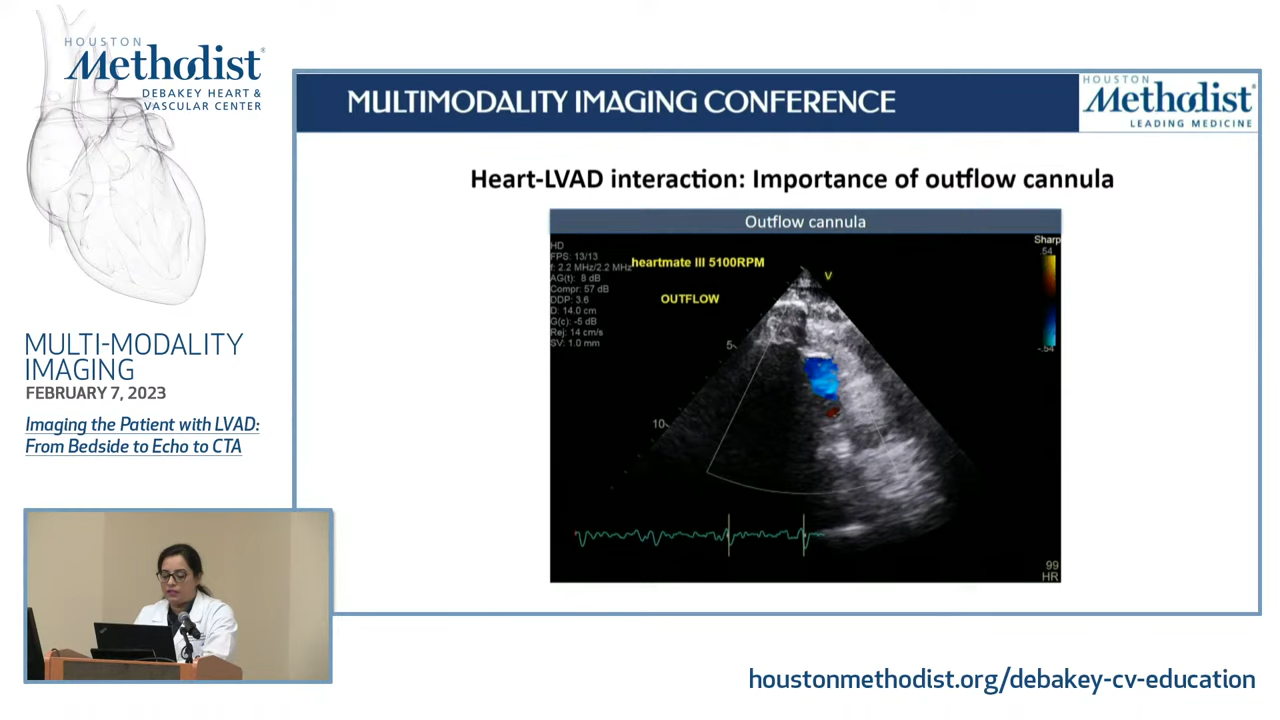 HOUSTON
Methodist®
DEBAKEY HEART &
VASCULAR CENTER
MULTI-MODALITY
IMAGING
FEBRUARY 7, 2023
Imaging the Patient with LVAD:
From Bedside to Echo to CTA
MULTIMODALITY IMAGING CONFERENCE
HOUSTON
Methodist®
LEADING MEDICINE
Heart-LVAD interaction: Importance of outflow cannula
Outflow cannula
HD
FPS: 13/13
f: 2.2 MHz/2.2 MHz
AG(t): 8 dB
Compr: 57 dB
DDP: 3.6
D: 14.0 cm
G(c): -5 dB
Rej: 14 cm/s
SV: 1.0 mm
heartmate III 5100RPM
OUTFLOW
V
Sharp
.54
-.54
5
10
99
HR
houstonmethodist.org/debakey-cv-education